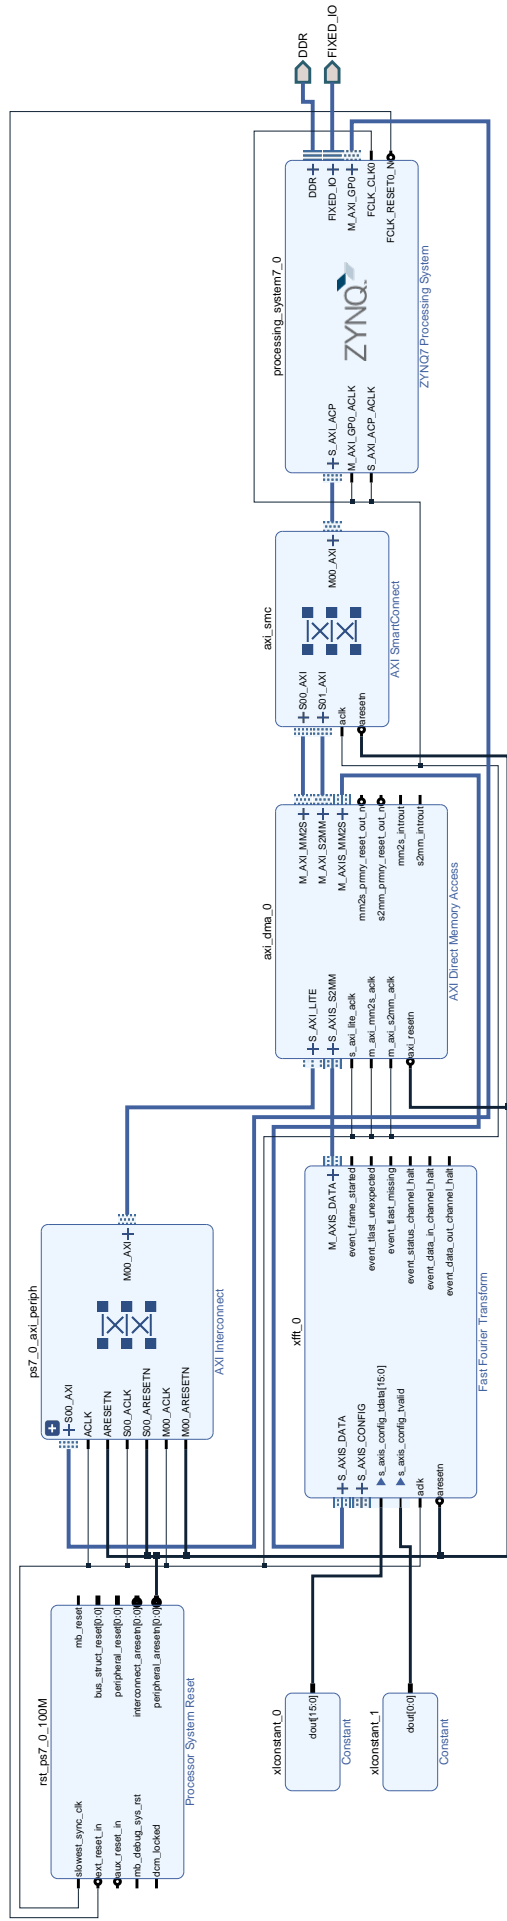 rst_ps7_0_100M
slowest_sync_clk
ext_reset_in
aux_reset_in
mb_debug_sys_rst
dcm_locked
mb_reset
bus_struct_reset[0:0]
peripheral_reset[0:0]
interconnect_aresetn[0:0]
peripheral_aresetn[0:0]
Processor System Reset
xlconstant_0
dout[15:0]
Constant
xlconstant_1
dout[0:0]
Constant
ps7_0_axi_periph
S00_AXI
ACLK
ARESETN
S00_ACLK
S00_ARESETN
M00_ACLK
M00_ARESETN
M00_AXI
AXI Interconnect
xfft_0
S_AXIS_DATA
S_AXIS_CONFIG
s_axis_config_tdata[15:0]
s_axis_config_tvalid
aclk
aresetn
M_AXIS_DATA
event_frame_started
event_tlast_unexpected
event_tlast_missing
event_status_channel_halt
event_data_in_channel_halt
event_data_out_channel_halt
Fast Fourier Transform
axi_dma_0
S_AXI_LITE
S_AXIS_S2MM
s_axi_lite_aclk
m_axi_mm2s_aclk
m_axi_s2mm_aclk
axi_resetn
M_AXI_MM2S
M_AXI_S2MM
M_AXIS_MM2S
mm2s_prmry_reset_out_n
s2mm_prmry_reset_out_n
mm2s_introut
s2mm_introut
AXI Direct Memory Access
axi_smc
S00_AXI
S01_AXI
aclk
aresetn
M00_AXI
AXI SmartConnect
processing_system7_0
S_AXI_ACP
M_AXI_GP0_ACLK
S_AXI_ACP_ACLK
ZYNQ
DDR
FIXED_IO
M_AXI_GP0
FCLK_CLK0
FCLK_RESET0_N
ZYNQ7 Processing System
DDR
FIXED_IO